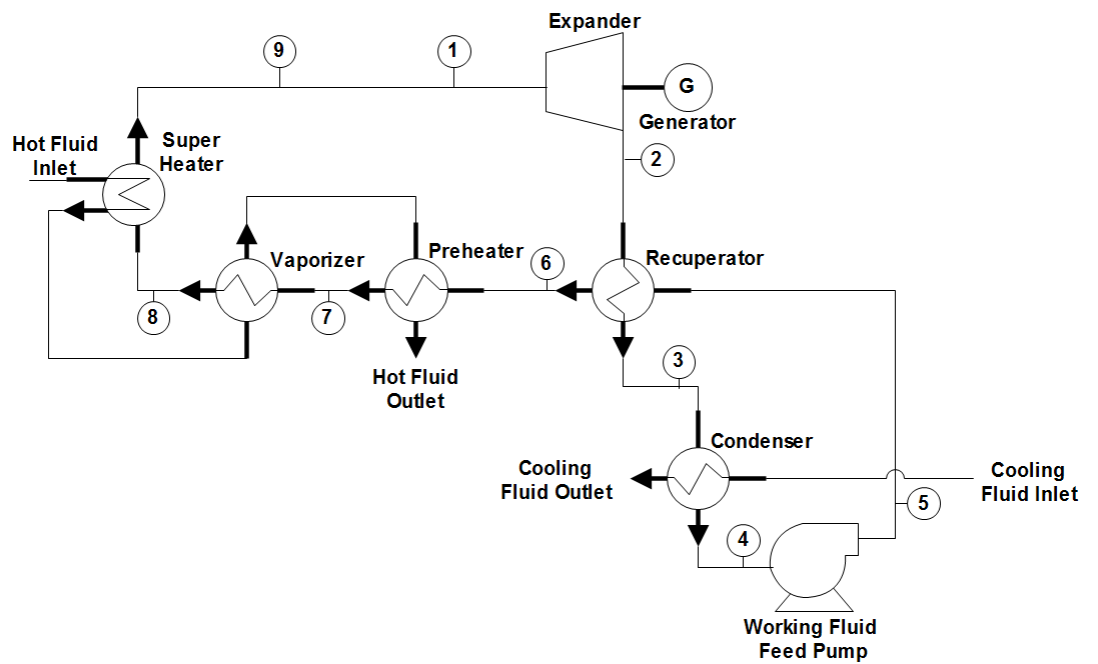 Expander
9
1
G
Generator
Super
Heater
Hot Fluid
Inlet
2
Vaporizer
Preheater
6
Recuperator
8
7
3
Hot Fluid
Outlet
Condenser
Cooling
Fluid Outlet
Cooling
Fluid Inlet
5
4
Working Fluid
Feed Pump